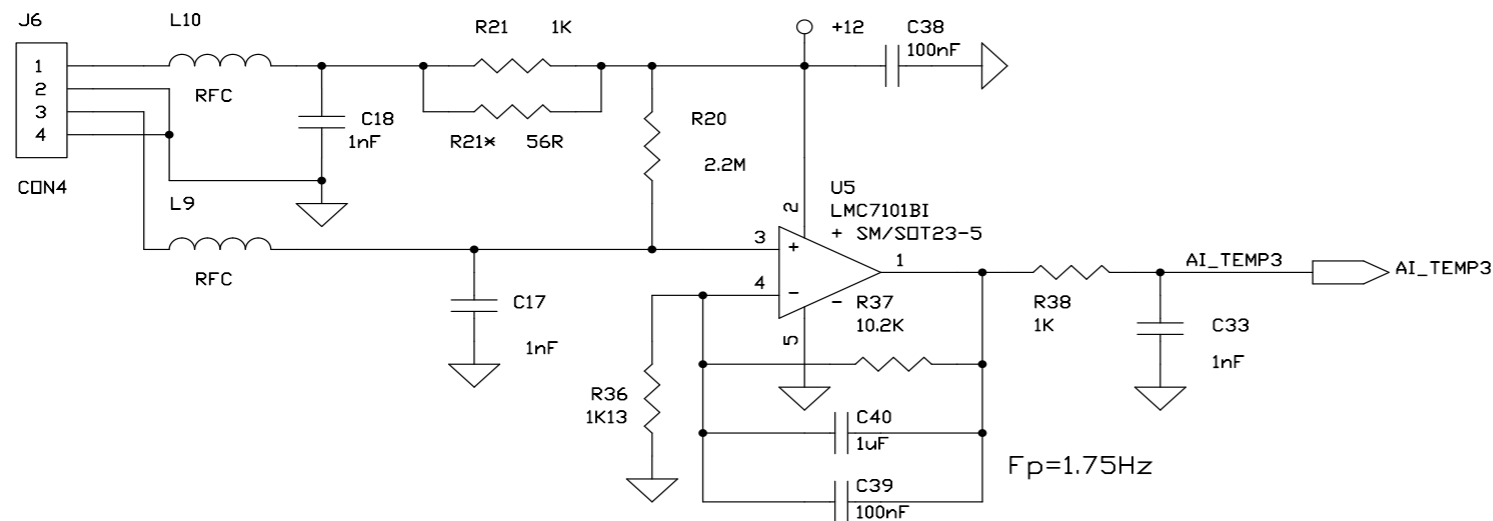 J6
L10
R21 1K
+12
C38
100nF
1
2
3
4
RFC
C18
1nF
R21* 56R
R20
2.2M
CON4
L9
U5
LMC7101BI
+ SM/SOT23-5
2
3
+
1
AI_TEMP3
AI_TEMP3
RFC
4
-
-
R37
10.2K
R38
1K
C17
1nF
5
C33
1nF
R36
1K13
C40
1uF
Fp=1.75Hz
C39
100nF